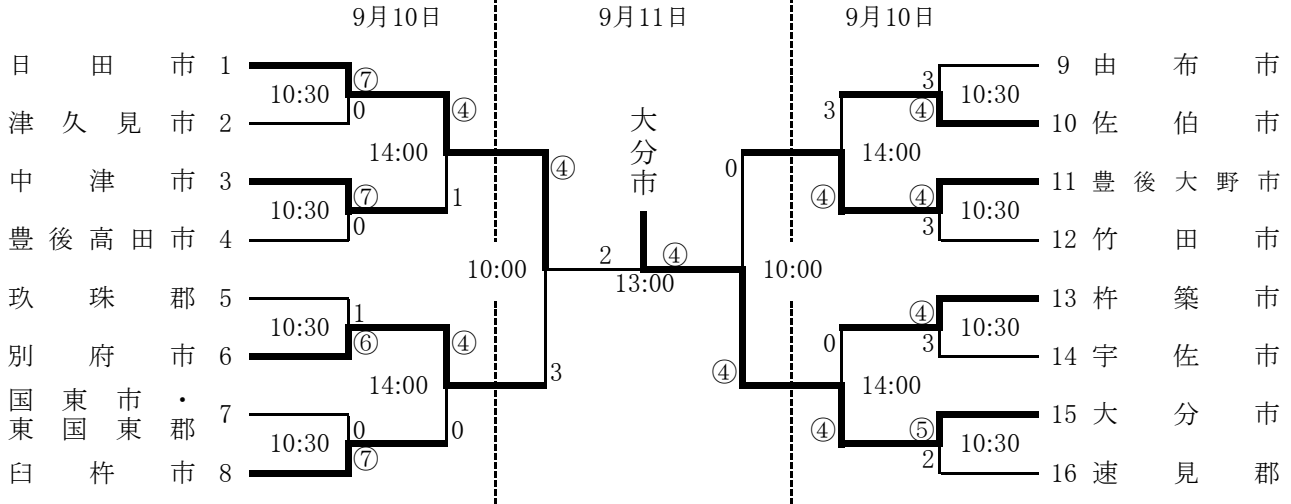 9月10日 9月11日 9月10日
日田市 1 ⑦ 3 9 由布市
10:30 10:30
津久見市 2 0 ④ 3 ④ 10 佐伯市
14:00 大分市 14:00
中津市 3 ⑦ ④ 0 ④ ④ 11 豊後大野市
10:30 1 10:30
豊後高田市 4 0 3 12 竹田市
10:00 2 ④ 10:00
13:00
玖珠郡 5 1 ④ 13 杵築市
10:30 10:30
別府市 6 ⑥ ④ 0 3 14 宇佐市
14:00 3 ④ 14:00
国東市・
東国東郡 7 0 0 ④ ⑤ 15 大分市
10:30 10:30
臼杵市 8 ⑦ 2 16 速見郡